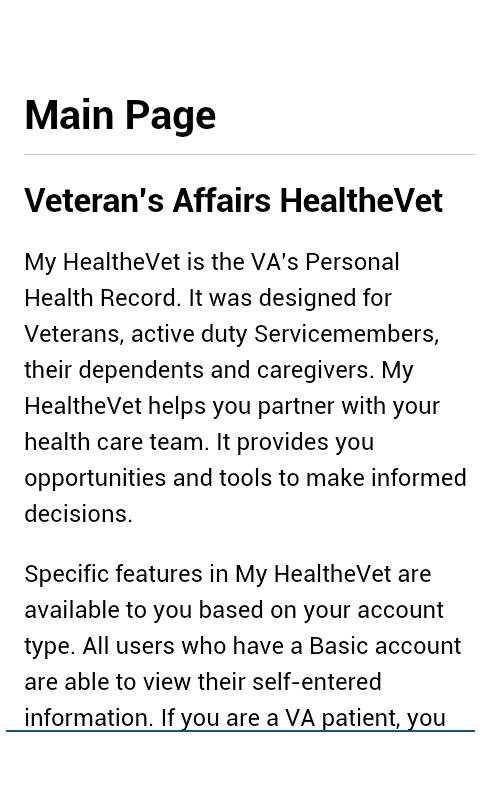 Main Page
Veteran's Affairs HealtheVet
My HealtheVet is the VA's Personal
Health Record. It was designed for
Veterans, active duty Servicemembers,
their dependents and caregivers. My
HealtheVet helps you partner with your
health care team. It provides you
opportunities and tools to make informed
decisions.
Specific features in My HealtheVet are
available to you based on your account
type. All users who have a Basic account
are able to view their self-entered
information. If you are a VA patient, you